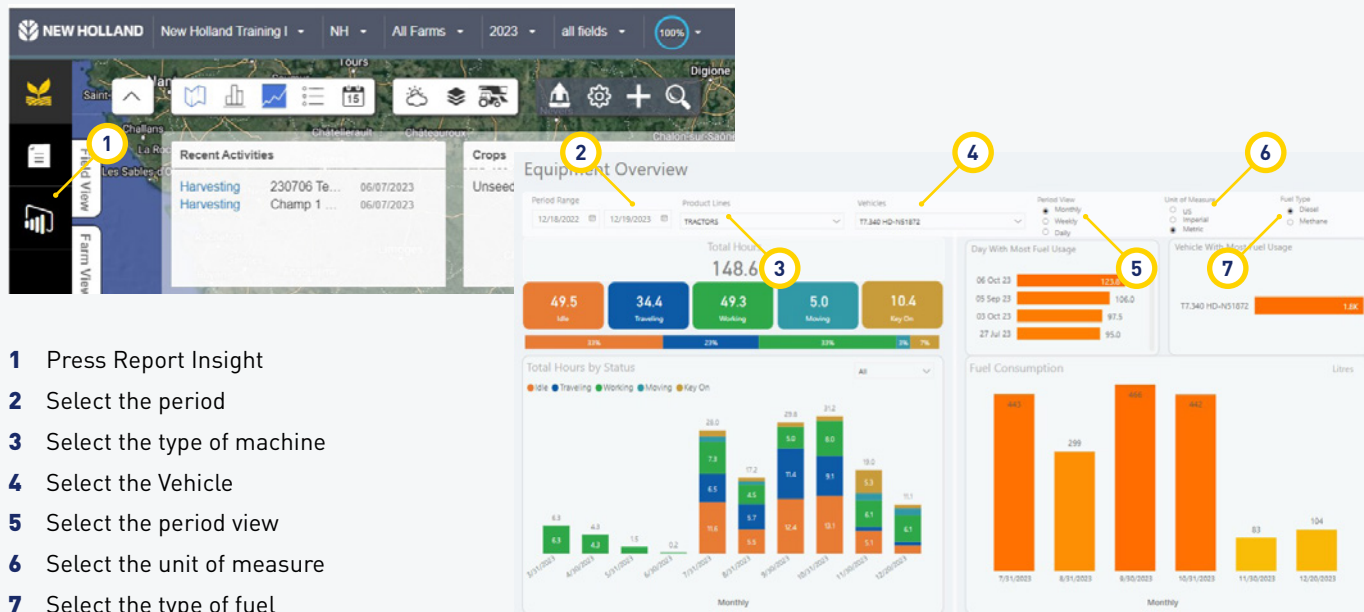 NEW HOLLAND New Holland Training I NH All Farms 2023 all fields 100%
Tours
Nan
Digione
Saint-
15
Challans
Châtellerault
Châteauroux
Chalon-sur-Saône
La Roc
Les Sables-d'O
1
Field View
Farm View
Recent Activities
Harvesting 230706 Te... 06/07/2023
Harvesting Champ 1 ... 06/07/2023
Crops
Unseed
2
4
6
Equipment Overview
Period Range
12/18/2022 12/19/2023
Product Lines
TRACTORS
Vehicles
T7.340 HD-N51872
Period View
Monthly
Weekly
Daily
Unit of Measure
US
Imperial
Metric
Fuel Type
Diesel
Methane
3
5
7
Total Hours
148.6
49.5 34.4 49.3 5.0 10.4
Idle Traveling Working Moving Key On
33% 23% 33% 3% 7%
Day With Most Fuel Usage
06 Oct 23 123.8
05 Sep 23 106.0
03 Oct 23 97.5
27 Jul 23 95.0
Vehicle With Most Fuel Usage
T7.340 HD-N51872 1.8K
Total Hours by Status
All
Idle Traveling Working Moving Key On
6.3 4.3 1.5 0.2 28.0 17.2 29.8 31.2 18.0 11.1
6.3 4.3
7.3 6.5 11.6
4.5 5.7 5.5
5.0 11.4 12.4
8.0 9.1 13.1
5.3 6.1 5.1
6.1
3/31/2023 4/30/2023 5/31/2023 6/30/2023 7/31/2023 8/31/2023 9/30/2023 10/31/2023 11/30/2023 12/20/2023
Monthly
Fuel Consumption
Litres
443 299 466 442 83 104
7/31/2023 8/31/2023 9/30/2023 10/31/2023 11/30/2023 12/20/2023
Monthly
1 Press Report Insight
2 Select the period
3 Select the type of machine
4 Select the Vehicle
5 Select the period view
6 Select the unit of measure
7 Select the type of fuel